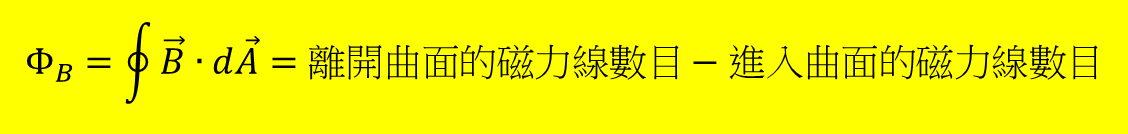 Φ_B = ∮ B⃗ · dA⃗ = 離開曲面的磁力線數目 − 進入曲面的磁力線數目